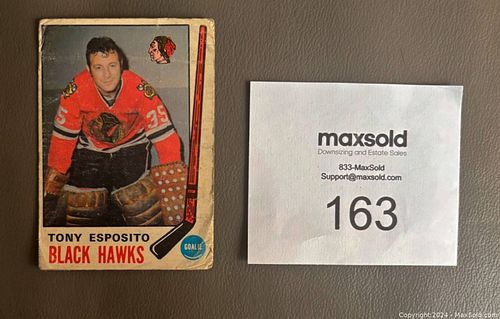 35
TONY ESPOSITO
BLACK HAWKS
GOALIE
maxsold
Downsizing and Estate Sales
833-MaxSold
Support@maxsold.com
163
Copyright 2024 - MaxSold.com